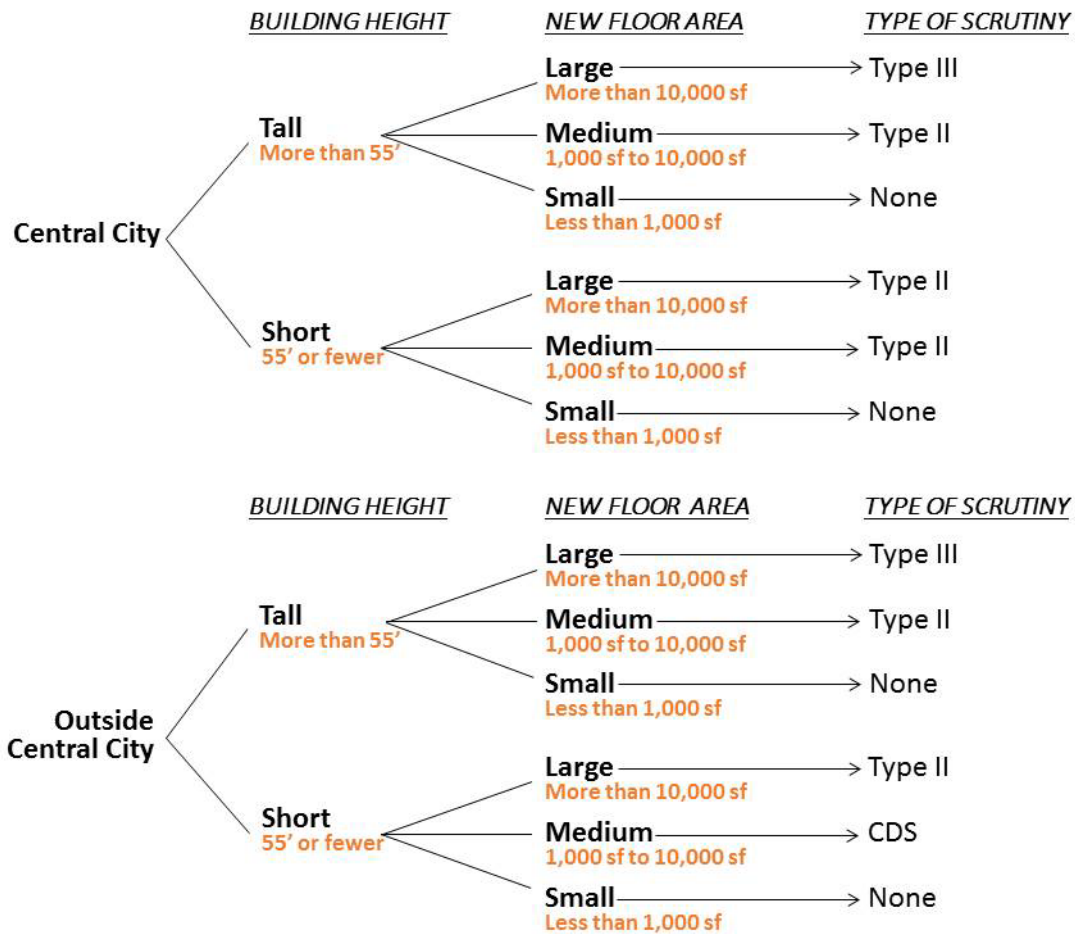 BUILDING HEIGHT NEW FLOOR AREA TYPE OF SCRUTINY
Large Type III
More than 10,000 sf
Tall Medium Type II
More than 55' 1,000 sf to 10,000 sf
Small None
Less than 1,000 sf
Central City
Large Type II
More than 10,000 sf
Short Medium Type II
55' or fewer 1,000 sf to 10,000 sf
Small None
Less than 1,000 sf
BUILDING HEIGHT NEW FLOOR AREA TYPE OF SCRUTINY
Large Type III
More than 10,000 sf
Tall Medium Type II
More than 55' 1,000 sf to 10,000 sf
Small None
Less than 1,000 sf
Outside
Central City
Large Type II
More than 10,000 sf
Short Medium CDS
55' or fewer 1,000 sf to 10,000 sf
Small None
Less than 1,000 sf